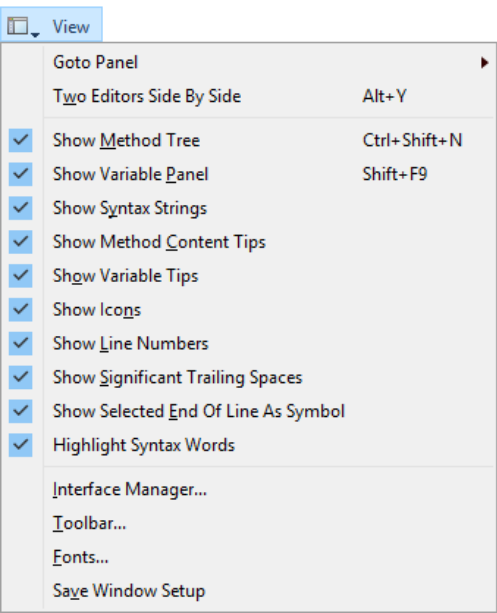 View
Goto Panel
Two Editors Side By Side Alt+Y
Show Method Tree Ctrl+Shift+N
Show Variable Panel Shift+F9
Show Syntax Strings
Show Method Content Tips
Show Variable Tips
Show Icons
Show Line Numbers
Show Significant Trailing Spaces
Show Selected End Of Line As Symbol
Highlight Syntax Words
Interface Manager...
Toolbar...
Fonts...
Save Window Setup